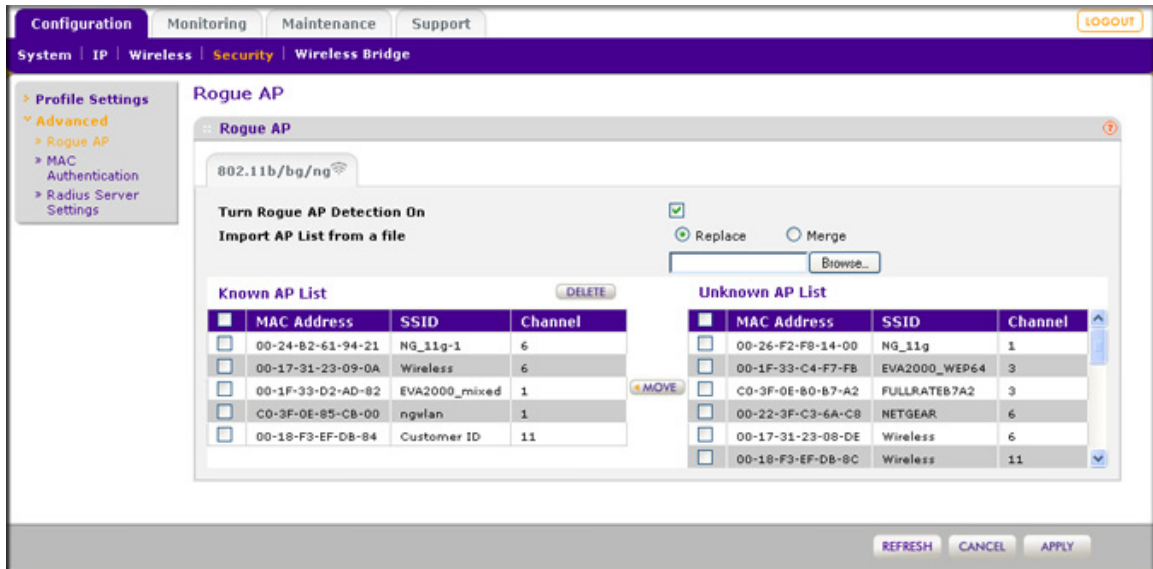 Configuration Monitoring Maintenance Support LOGOUT
System | IP | Wireless | Security | Wireless Bridge
Profile Settings
Advanced
Rogue AP
MAC Authentication
Radius Server Settings
Rogue AP
Rogue AP ?
802.11b/bg/ng
Turn Rogue AP Detection On
Import AP List from a file Replace Merge
Browse...
Known AP List DELETE
MAC Address SSID Channel
00-24-B2-61-94-21 NG_11g-1 6
00-17-31-23-09-0A Wireless 6
00-1F-33-D2-AD-82 EVA2000_mixed 1
C0-3F-0E-85-CB-00 ngwlan 1
00-18-F3-EF-DB-84 Customer ID 11
MOVE
Unknown AP List
MAC Address SSID Channel
00-26-F2-F8-14-00 NG_11g 1
00-1F-33-C4-F7-FB EVA2000_WEP64 3
C0-3F-0E-B0-B7-A2 FULLRATEB7A2 3
00-22-3F-C3-6A-C8 NETGEAR 6
00-17-31-23-08-DE Wireless 6
00-18-F3-EF-DB-8C Wireless 11
REFRESH CANCEL APPLY